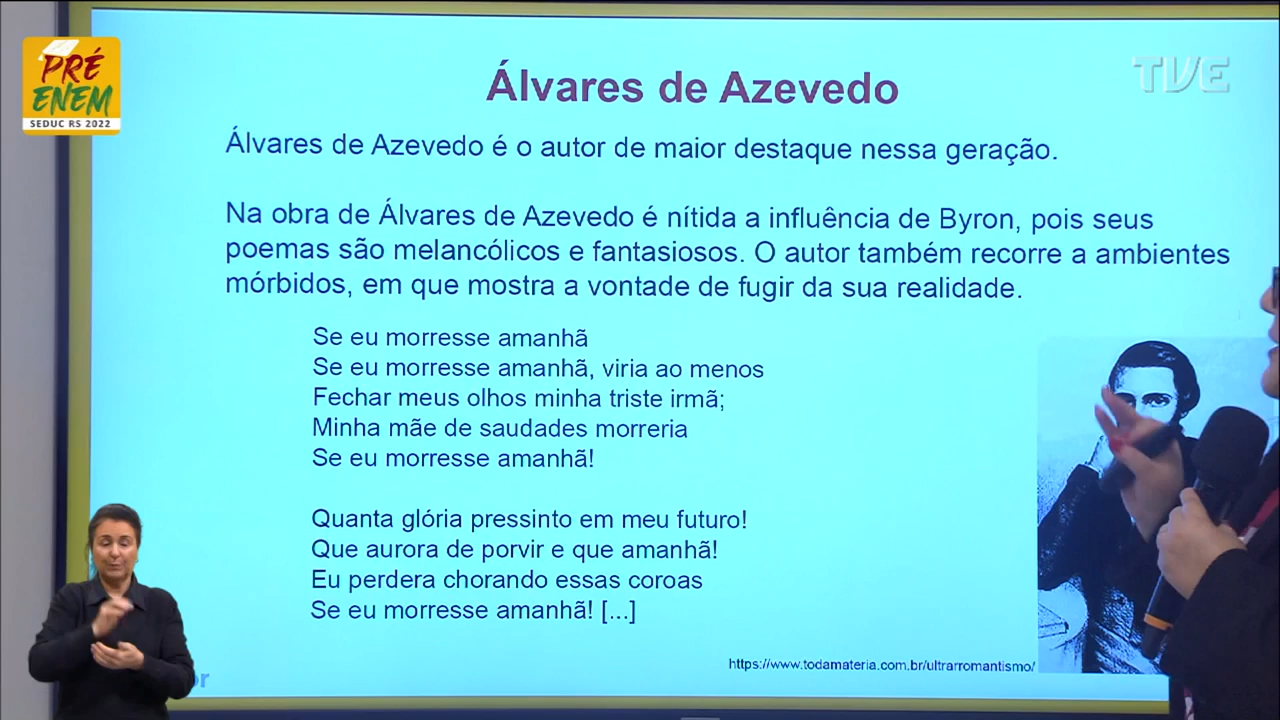 PRÉ
ENEM
SEDUC RS 2022
TVE
Álvares de Azevedo
Álvares de Azevedo é o autor de maior destaque nessa geração.
Na obra de Álvares de Azevedo é nítida a influência de Byron, pois seus
poemas são melancólicos e fantasiosos. O autor também recorre a ambientes
mórbidos, em que mostra a vontade de fugir da sua realidade.
Se eu morresse amanhã
Se eu morresse amanhã, viria ao menos
Fechar meus olhos minha triste irmã;
Minha mãe de saudades morreria
Se eu morresse amanhã!
Quanta glória pressinto em meu futuro!
Que aurora de porvir e que amanhã!
Eu perdera chorando essas coroas
Se eu morresse amanhã! [...]
https://www.todamateria.com.br/ultrarromantismo/